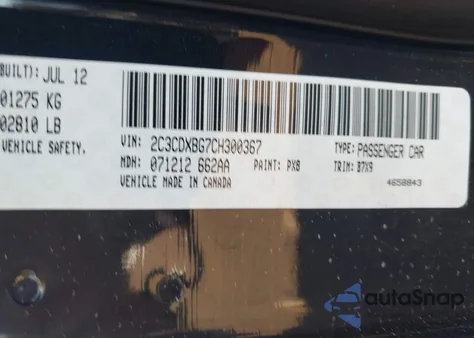 BUILT): JUL 12
01275 KG
02810 LB
VEHICLE SAFETY.
VIN: 2C3CDXBG7CH300367
TYPE: PASSENGER CAR
MDH: 071212 662AA
PAINT: PX8
TRIM: B7X9
VEHICLE MADE IN CANADA
4658843
autoSnap